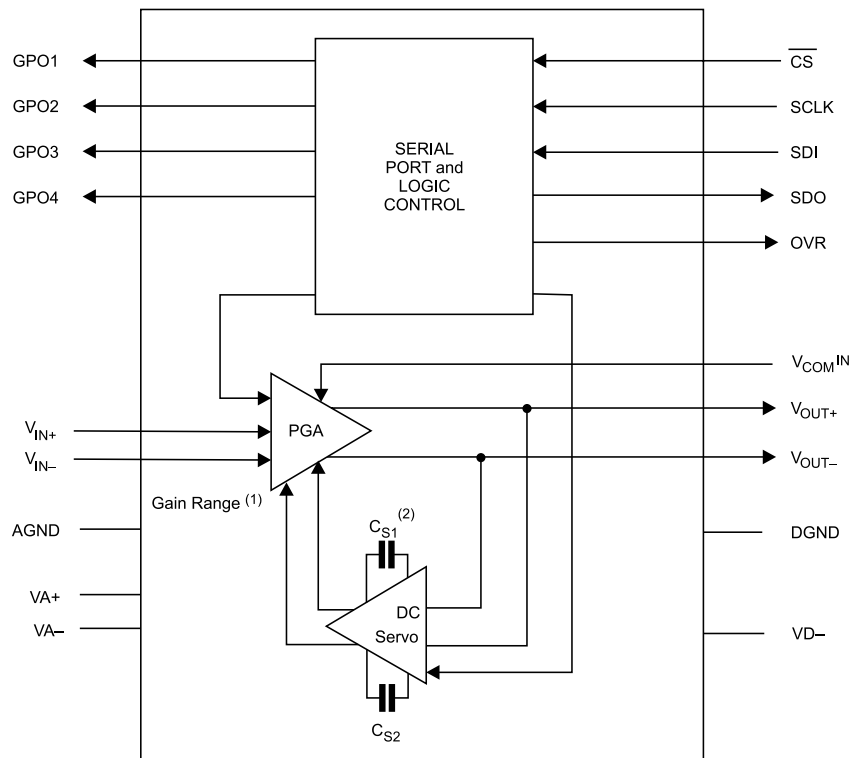 GPO1
GPO2
GPO3
GPO4
SERIAL
PORT and
LOGIC
CONTROL
CS
SCLK
SDI
SDO
OVR
VCOMIN
VOUT+
VOUT–
PGA
VIN+
VIN–
Gain Range (1)
AGND
VA+
VA–
CS1(2)
DC
Servo
CS2
DGND
VD–